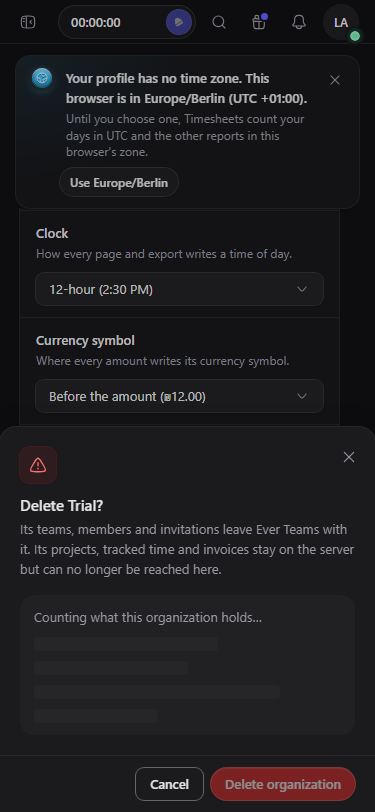 00:00:00
LA
Your profile has no time zone. This
browser is in Europe/Berlin (UTC +01:00).
Until you choose one, Timesheets count your
days in UTC and the other reports in this
browser's zone.
Use Europe/Berlin
Clock
How every page and export writes a time of day.
12-hour (2:30 PM)
Currency symbol
Where every amount writes its currency symbol.
Before the amount (₪12.00)
Delete Trial?
Its teams, members and invitations leave Ever Teams with
it. Its projects, tracked time and invoices stay on the server
but can no longer be reached here.
Counting what this organization holds...
Cancel
Delete organization